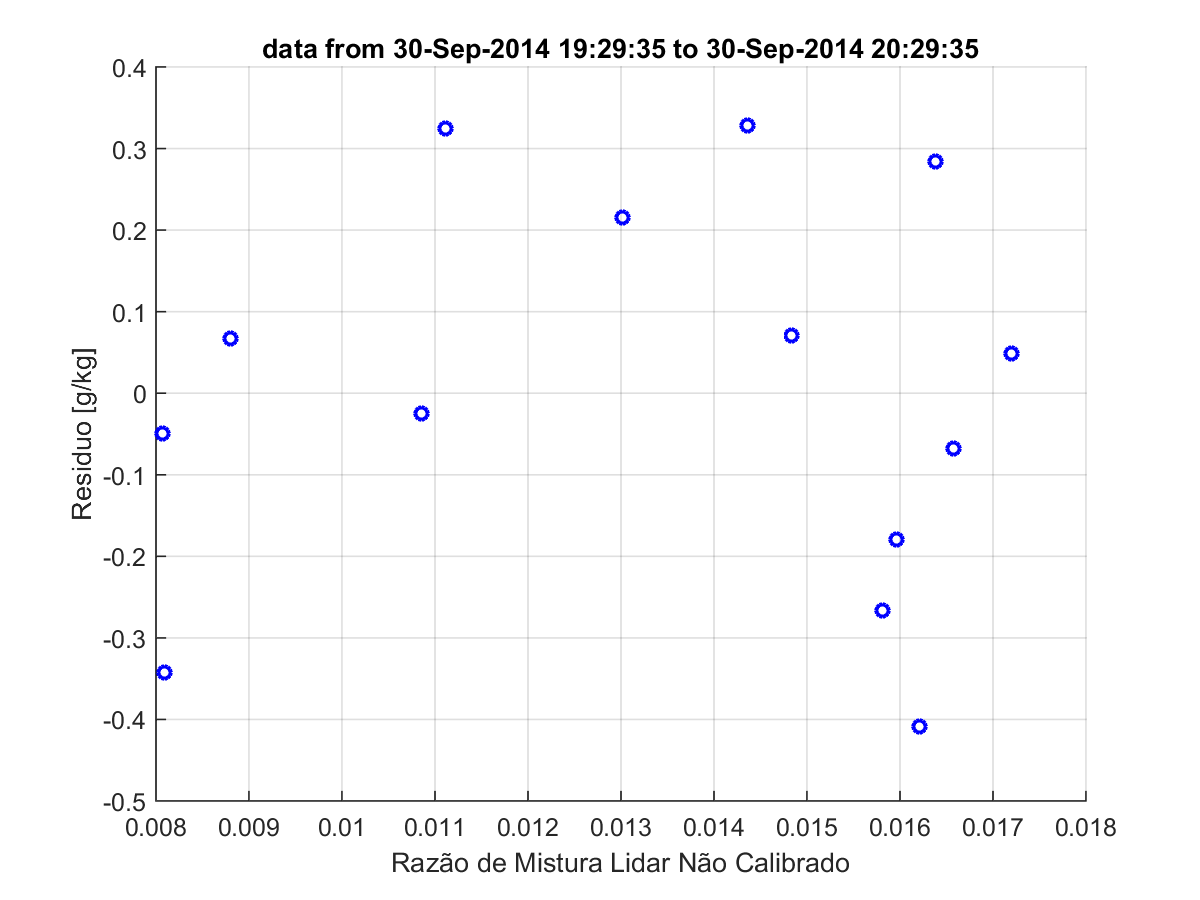 data from 30-Sep-2014 19:29:35 to 30-Sep-2014 20:29:35
0.4
0.3
0.2
0.1
0
-0.1
-0.2
-0.3
-0.4
-0.5
Residuo [g/kg]
0.008 0.009 0.01 0.011 0.012 0.013 0.014 0.015 0.016 0.017 0.018
Razão de Mistura Lidar Não Calibrado